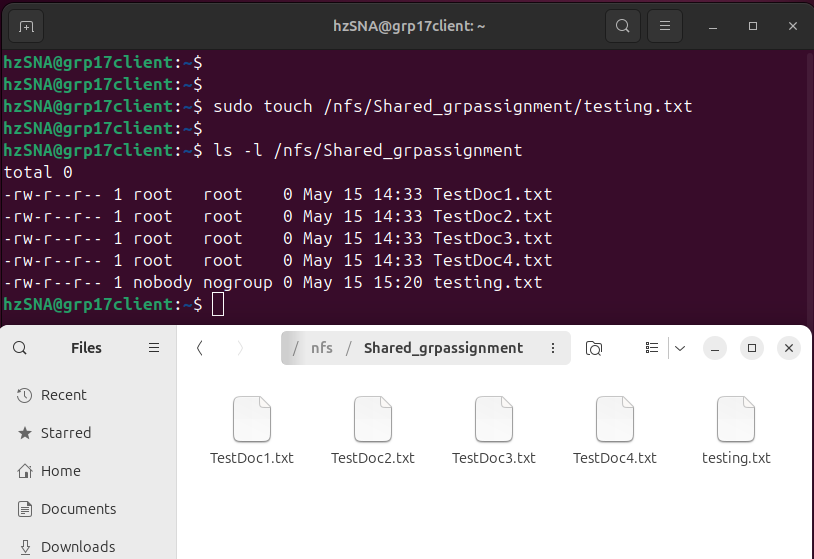 hzSNA@grp17client: ~
hzSNA@grp17client:~$
hzSNA@grp17client:~$
hzSNA@grp17client:~$ sudo touch /nfs/Shared_grpassignment/testing.txt
hzSNA@grp17client:~$
hzSNA@grp17client:~$ ls -l /nfs/Shared_grpassignment
total 0
-rw-r--r-- 1 root   root    0 May 15 14:33 TestDoc1.txt
-rw-r--r-- 1 root   root    0 May 15 14:33 TestDoc2.txt
-rw-r--r-- 1 root   root    0 May 15 14:33 TestDoc3.txt
-rw-r--r-- 1 root   root    0 May 15 14:33 TestDoc4.txt
-rw-r--r-- 1 nobody nogroup 0 May 15 15:20 testing.txt
hzSNA@grp17client:~$
Files
/ nfs / Shared_grpassignment
Recent
Starred
Home
Documents
Downloads
TestDoc1.txt
TestDoc2.txt
TestDoc3.txt
TestDoc4.txt
testing.txt